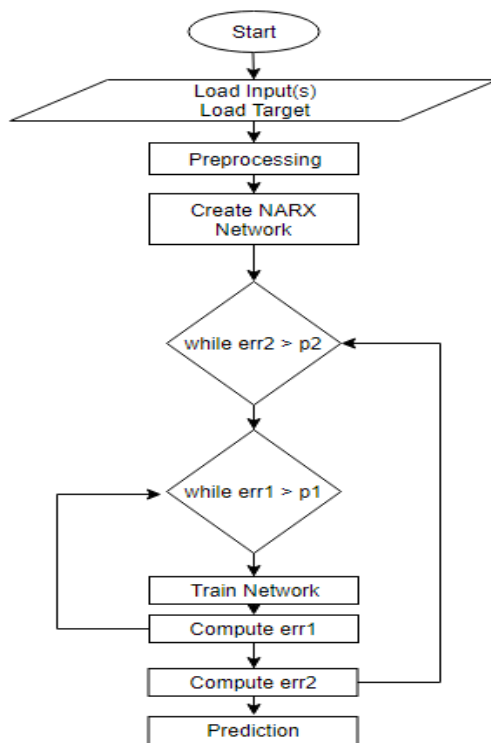 Start
Load Input(s)
Load Target
Preprocessing
Create NARX
Network
while err2 > p2
while err1 > p1
Train Network
Compute err1
Compute err2
Prediction